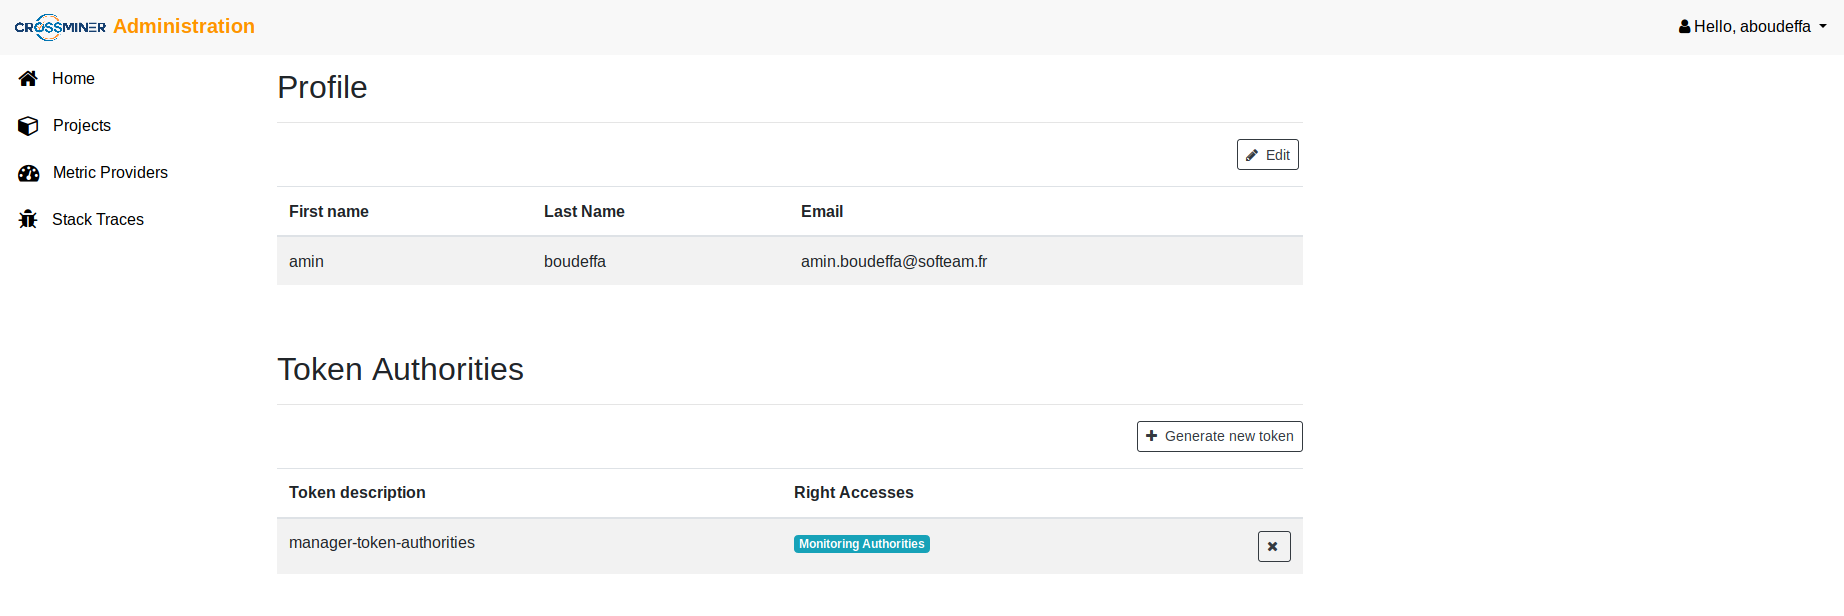 CROSSMINER Administration
Hello, aboudeffa
Home
Projects
Metric Providers
Stack Traces
Profile
Edit
First name Last Name Email
amin boudeffa amin.boudeffa@softeam.fr
Token Authorities
Generate new token
Token description Right Accesses
manager-token-authorities Monitoring Authorities